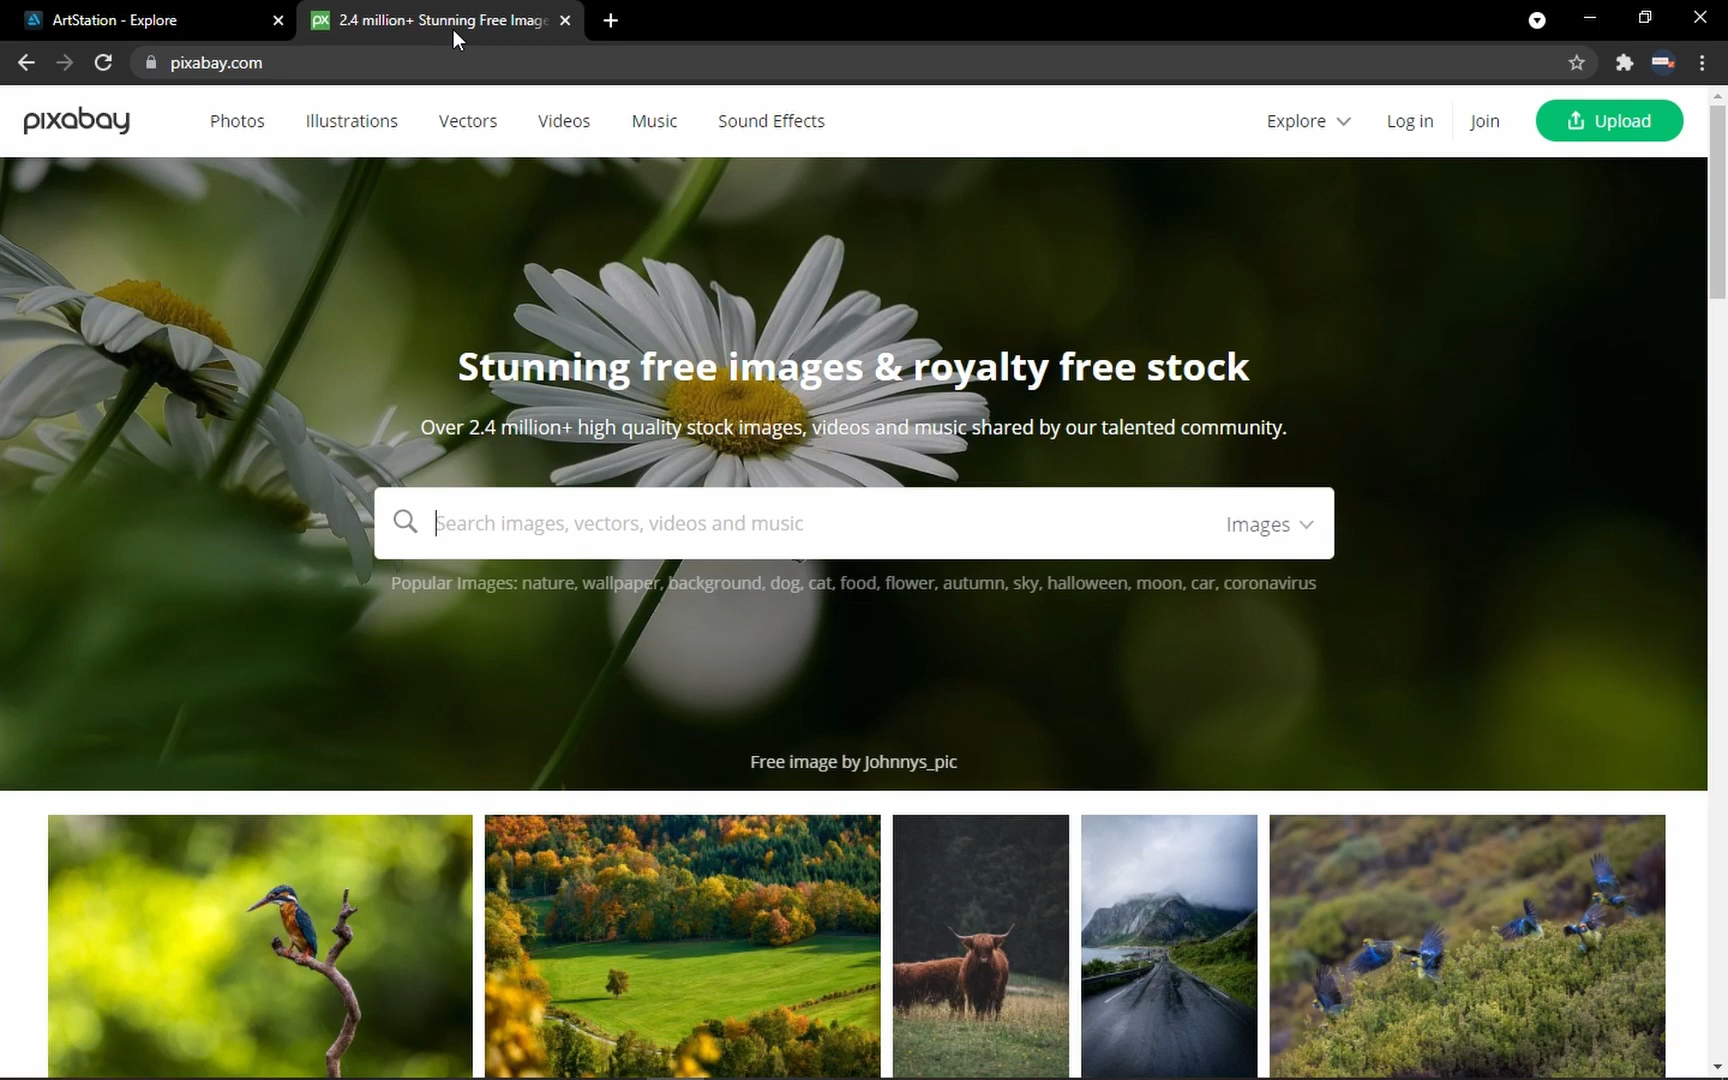 ArtStation - Explore
2.4 million+ Stunning Free Image
pixabay.com
pixabay Photos Illustrations Vectors Videos Music Sound Effects Explore Log in Join Upload
Stunning free images & royalty free stock
Over 2.4 million+ high quality stock images, videos and music shared by our talented community.
Search images, vectors, videos and music Images
Popular Images: nature, wallpaper, background, dog, cat, food, flower, autumn, sky, halloween, moon, car, coronavirus
Free image by Johnnys_pic